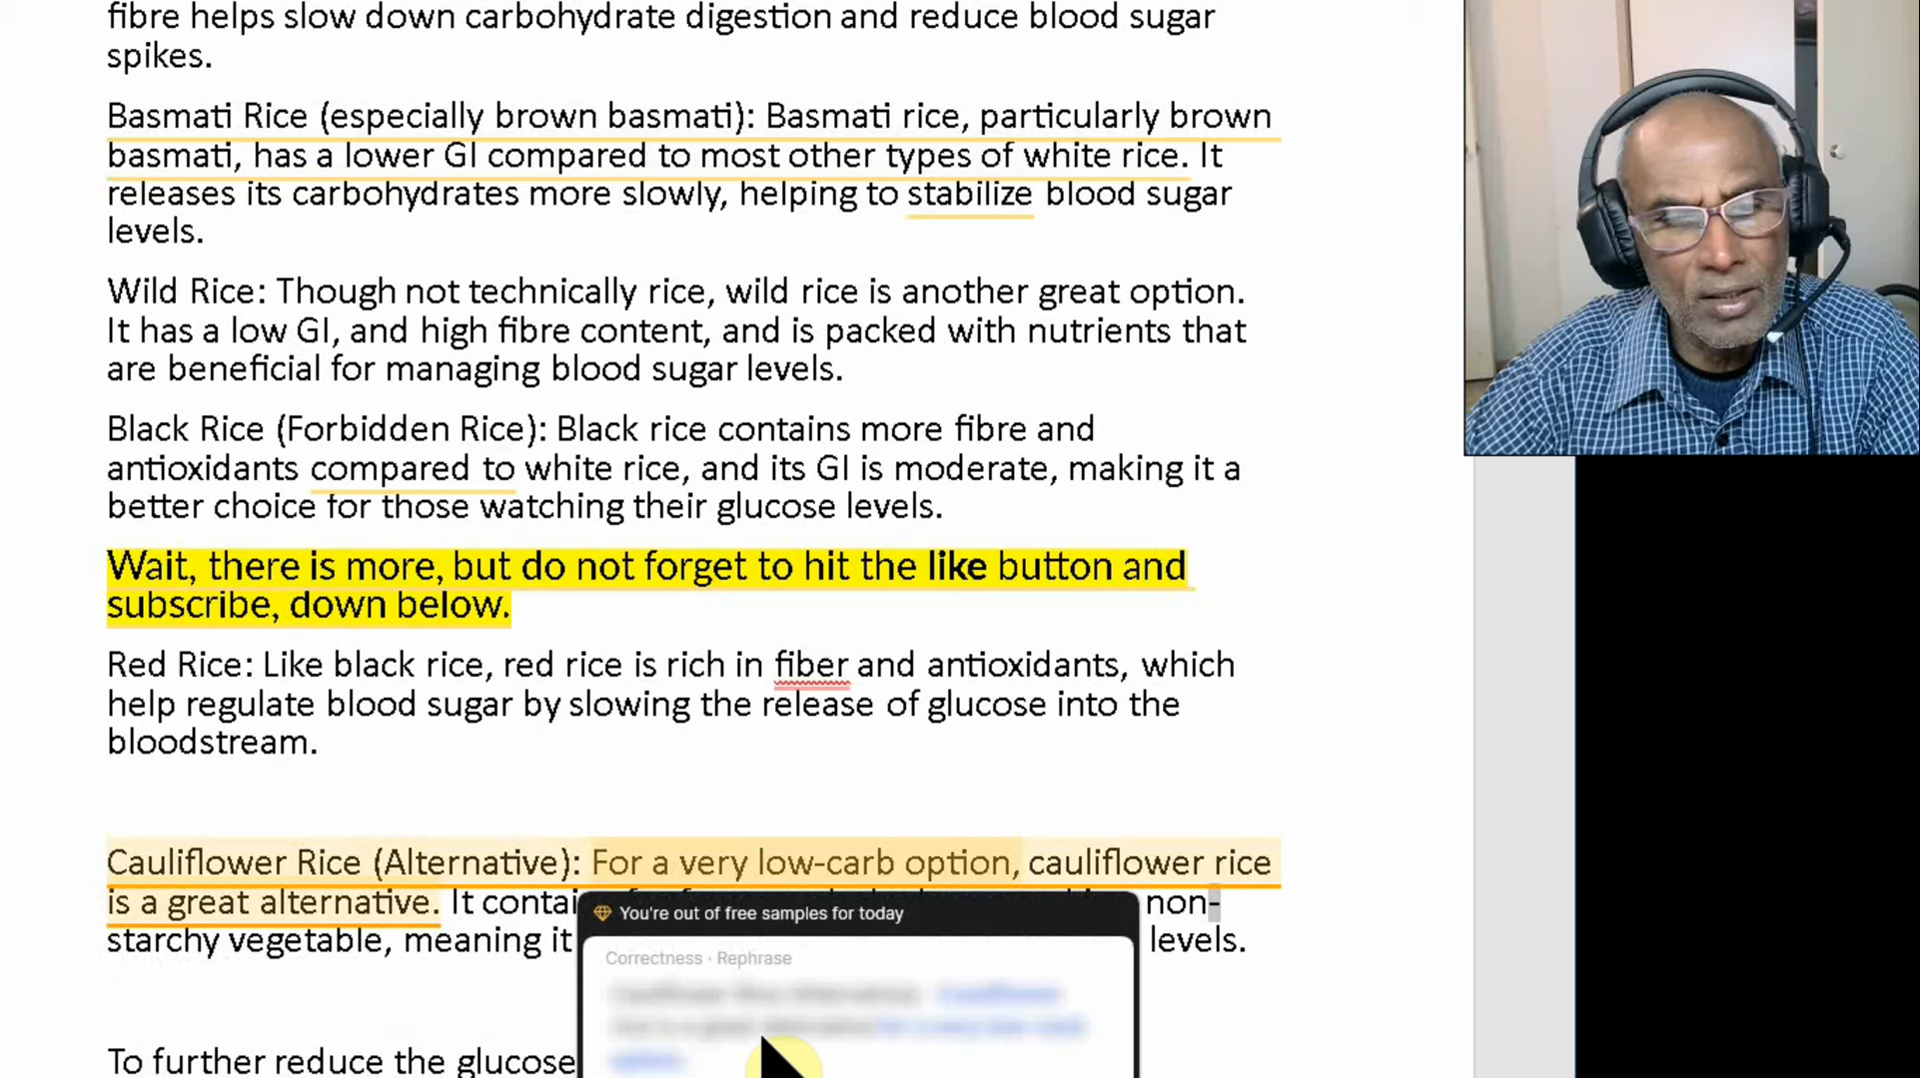 fibre helps slow down carbohydrate digestion and reduce blood sugar
spikes.
Basmati Rice (especially brown basmati): Basmati rice, particularly brown
basmati, has a lower GI compared to most other types of white rice. It
releases its carbohydrates more slowly, helping to stabilize blood sugar
levels.
Wild Rice: Though not technically rice, wild rice is another great option.
It has a low GI, and high fibre content, and is packed with nutrients that
are beneficial for managing blood sugar levels.
Black Rice (Forbidden Rice): Black rice contains more fibre and
antioxidants compared to white rice, and its GI is moderate, making it a
better choice for those watching their glucose levels.
Wait, there is more, but do not forget to hit the like button and
subscribe, down below.
Red Rice: Like black rice, red rice is rich in fiber and antioxidants, which
help regulate blood sugar by slowing the release of glucose into the
bloodstream.
Cauliflower Rice (Alternative): For a very low-carb option, cauliflower rice
is a great alternative. It non-
starchy vegetable, meaning it levels.
You're out of free samples for today
Correctness · Rephrase
To further reduce the glucose